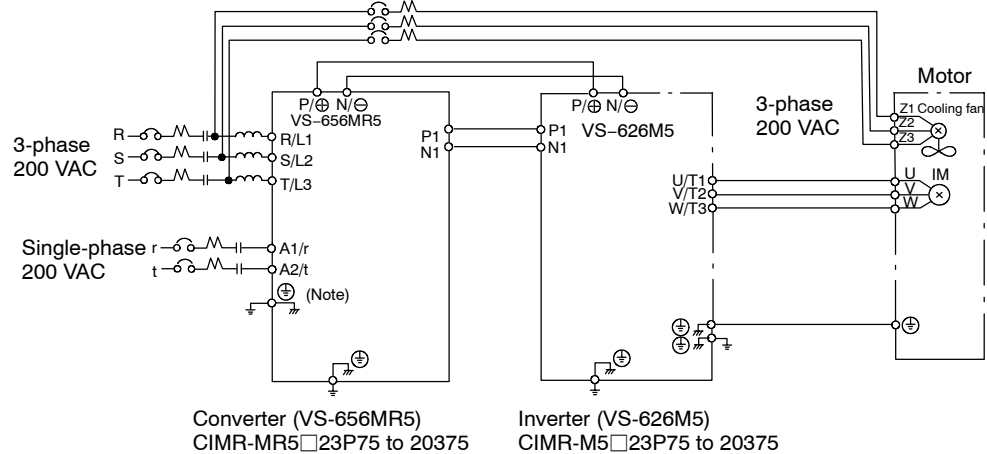 Motor
P/⊕ N/⊖
VS−656MR5
P/⊕ N/⊖
VS−626M5
3-phase
200 VAC
Z1 Cooling fan
Z2
Z3
3-phase
200 VAC
R
S
T
R/L1
S/L2
T/L3
P1
N1
P1
N1
U/T1
V/T2
W/T3
U
V
W
IM
Single-phase
200 VAC
r
t
A1/r
A2/t
(Note)
Converter (VS-656MR5)
CIMR-MR5□23P75 to 20375
Inverter (VS-626M5)
CIMR-M5□23P75 to 20375